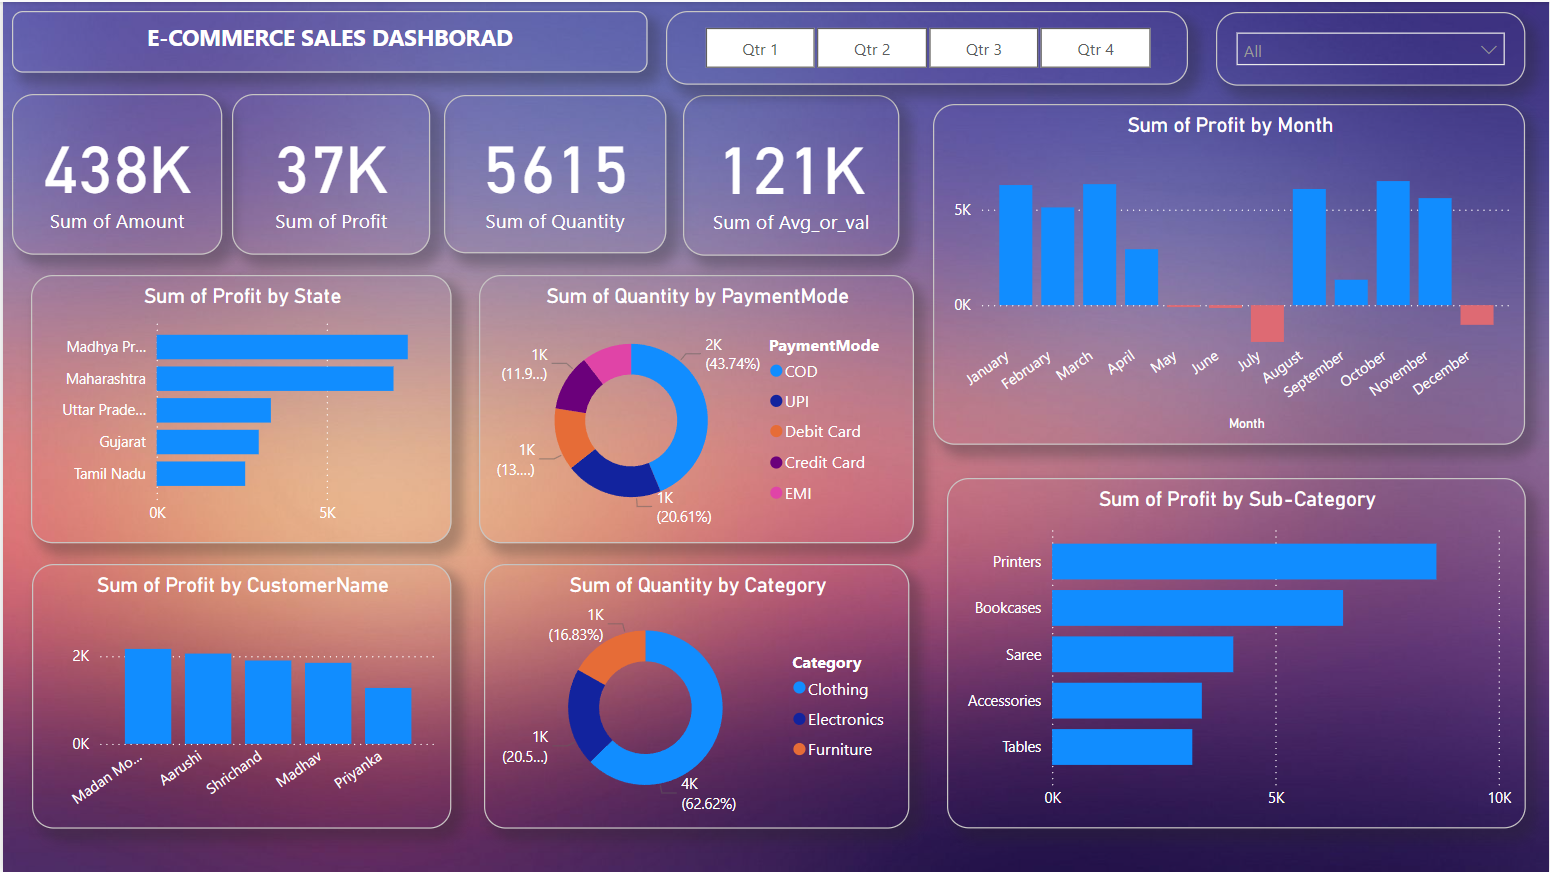 E-COMMERCE SALES DASHBORAD
Qtr 1
Qtr 2
Qtr 3
Qtr 4
All
438K
Sum of Amount
37K
Sum of Profit
5615
Sum of Quantity
121K
Sum of Avg_or_val
Sum of Profit by Month
5K
0K
January
February
March
April
May
June
July
August
September
October
November
December
Month
Sum of Profit by State
Madhya Pr...
Maharashtra
Uttar Prade...
Gujarat
Tamil Nadu
0K
5K
Sum of Quantity by PaymentMode
2K
(43.74%)
1K
(20.61%)
1K
(13....)
1K
(11.9...)
PaymentMode
COD
UPI
Debit Card
Credit Card
EMI
Sum of Profit by CustomerName
2K
0K
Madan Mo...
Aarushi
Shrichand
Madhav
Priyanka
Sum of Quantity by Category
1K
(16.83%)
1K
(20.5...)
4K
(62.62%)
Category
Clothing
Electronics
Furniture
Sum of Profit by Sub-Category
Printers
Bookcases
Saree
Accessories
Tables
0K
5K
10K